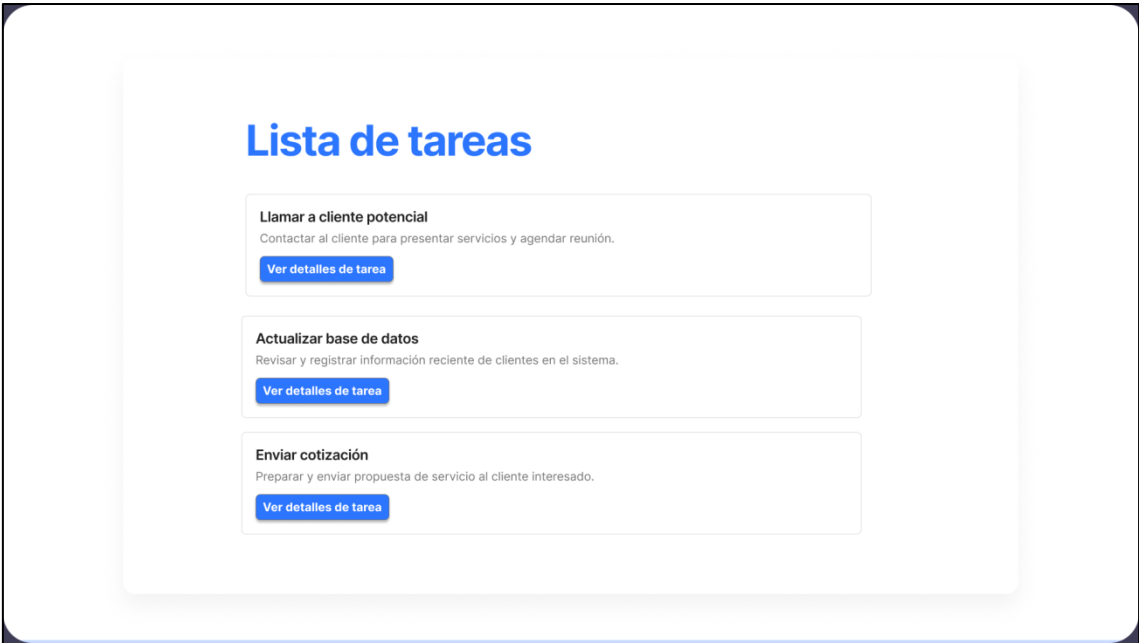 Lista de tareas
Llamar a cliente potencial
Contactar al cliente para presentar servicios y agendar reunión.
Ver detalles de tarea
Actualizar base de datos
Revisar y registrar información reciente de clientes en el sistema.
Ver detalles de tarea
Enviar cotización
Preparar y enviar propuesta de servicio al cliente interesado.
Ver detalles de tarea